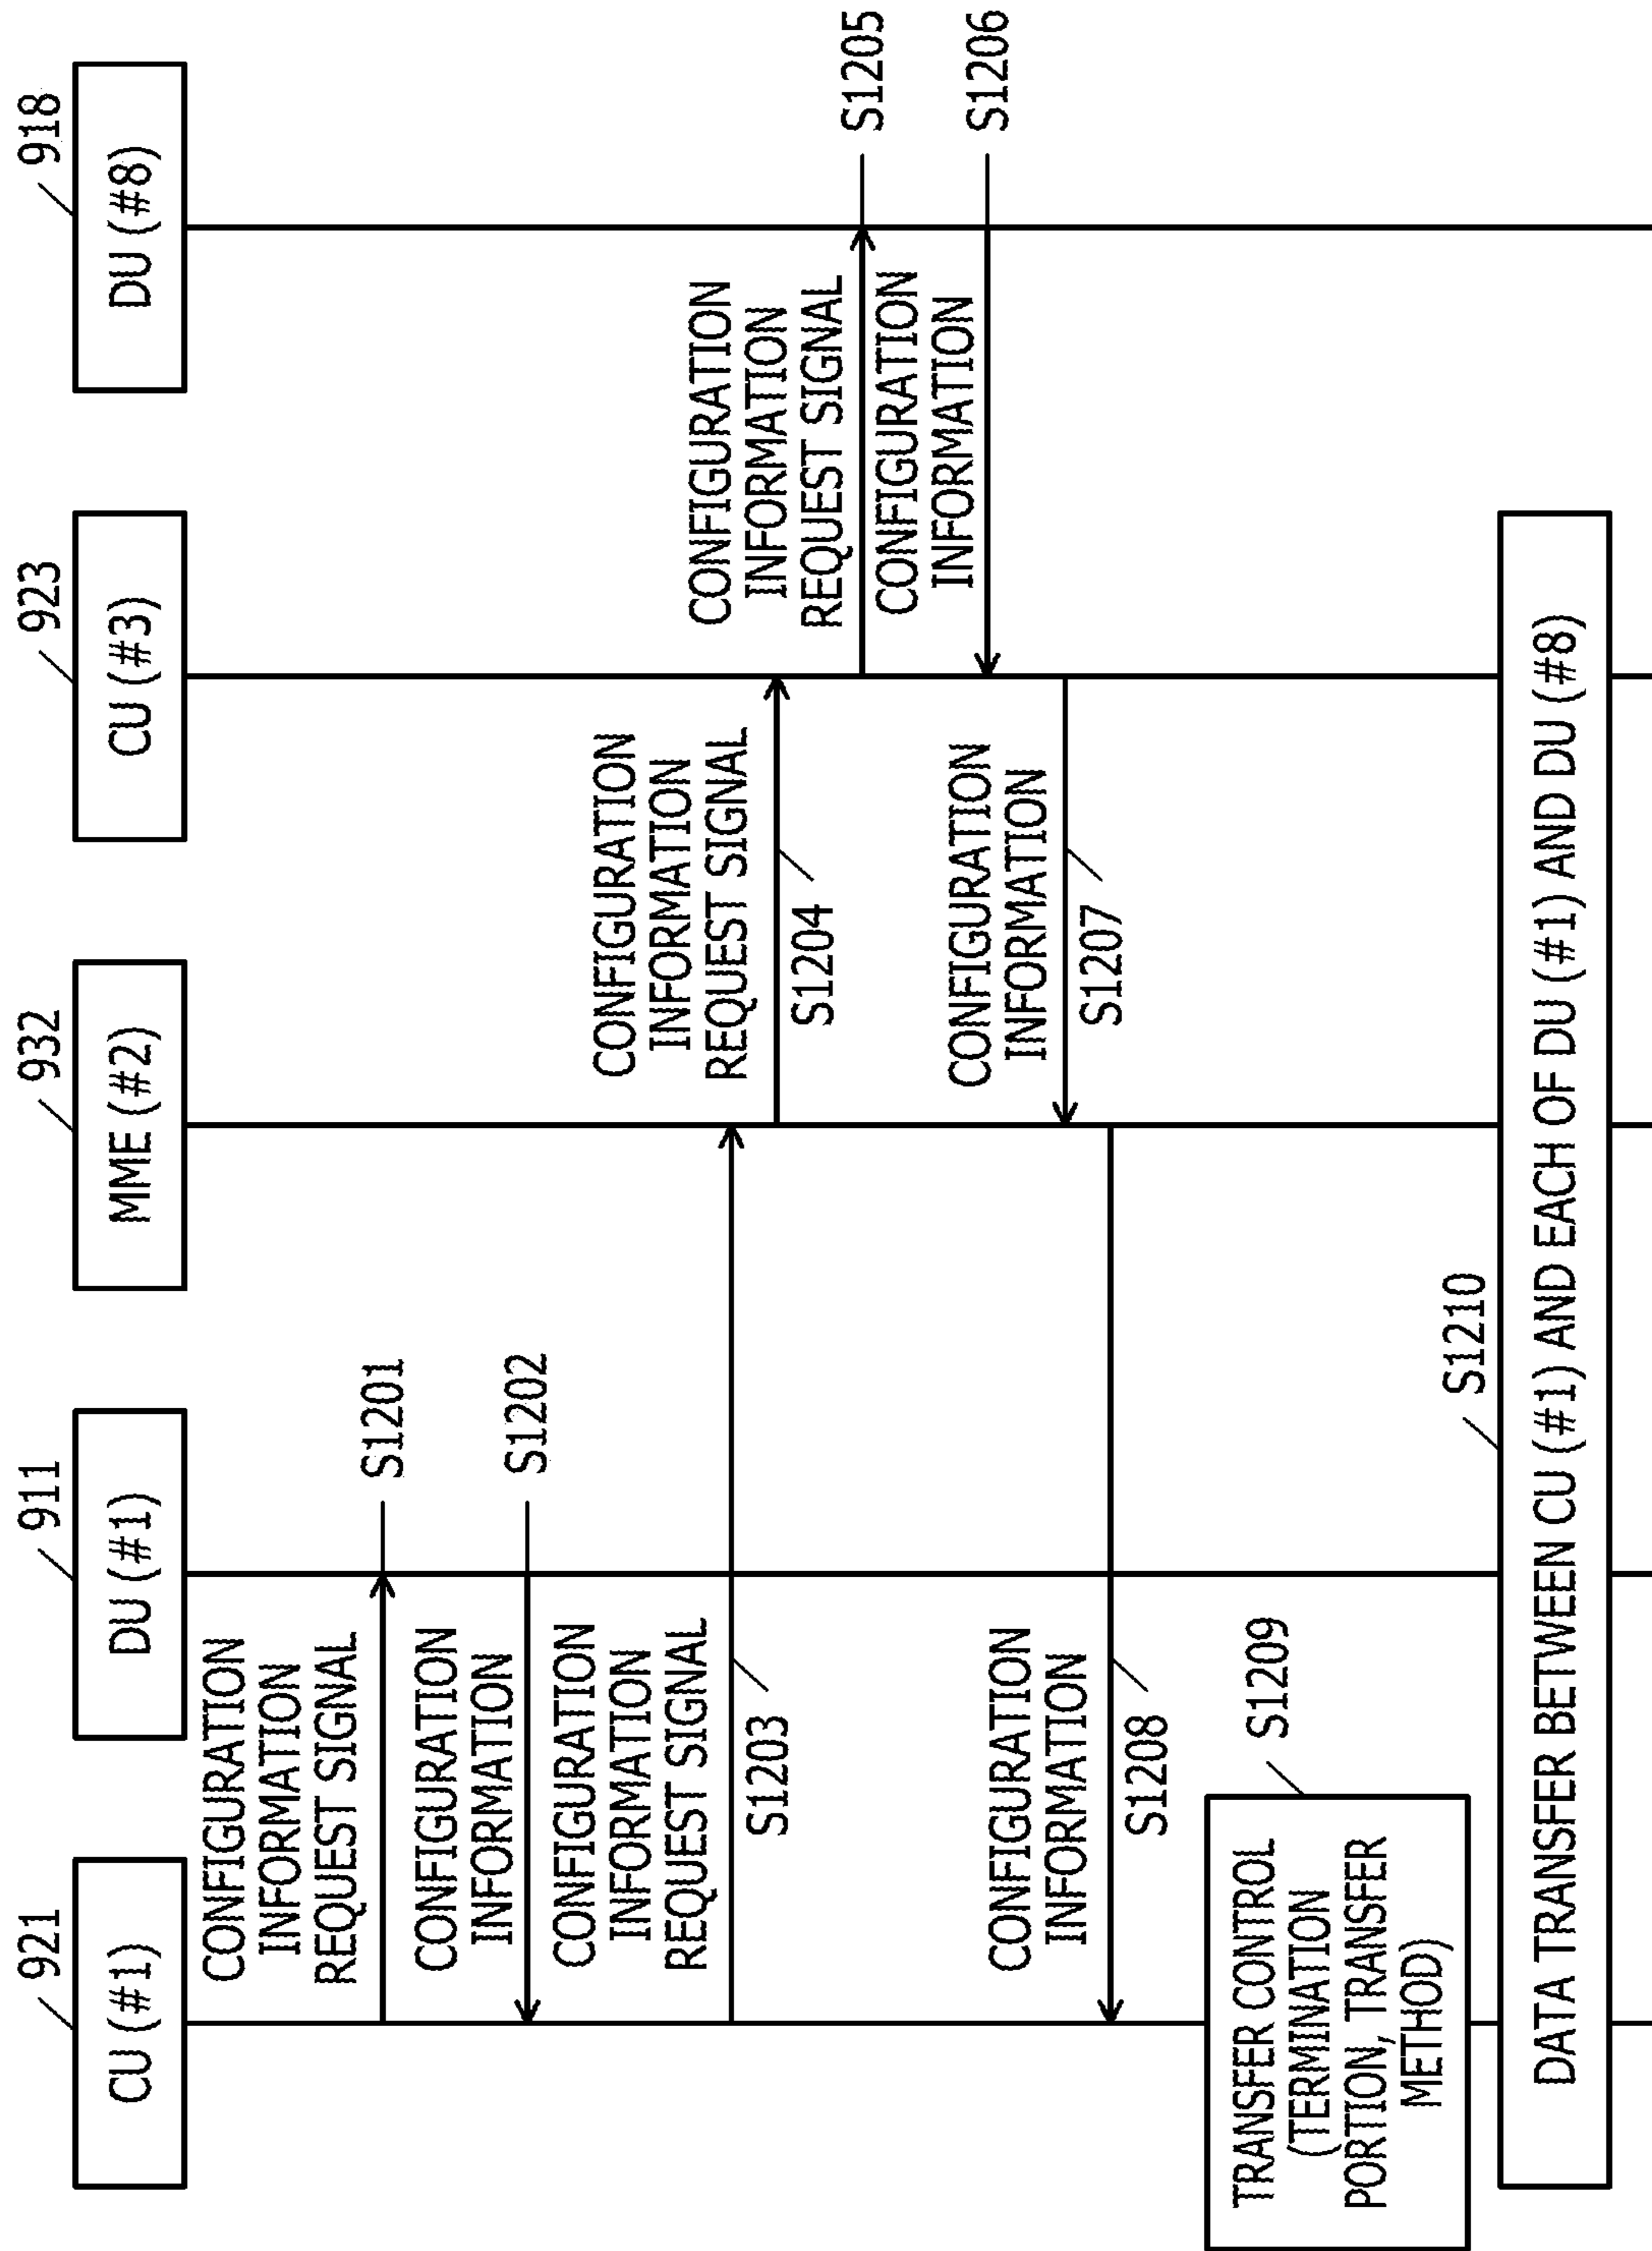 921
911
932
923
918
CU (#1)
DU (#1)
MME (#2)
CU (#3)
DU (#8)
CONFIGURATION
INFORMATION
REQUEST SIGNAL
S1201
CONFIGURATION
INFORMATION
S1202
CONFIGURATION
INFORMATION
REQUEST SIGNAL
S1203
CONFIGURATION
INFORMATION
REQUEST SIGNAL
S1204
CONFIGURATION
INFORMATION
REQUEST SIGNAL
S1205
CONFIGURATION
INFORMATION
S1206
CONFIGURATION
INFORMATION
S1207
CONFIGURATION
INFORMATION
S1208
TRANSFER CONTROL
(TERMINATION
PORTION, TRANSFER
METHOD)
S1209
S1210
DATA TRANSFER BETWEEN CU (#1) AND EACH OF DU (#1) AND DU (#8)